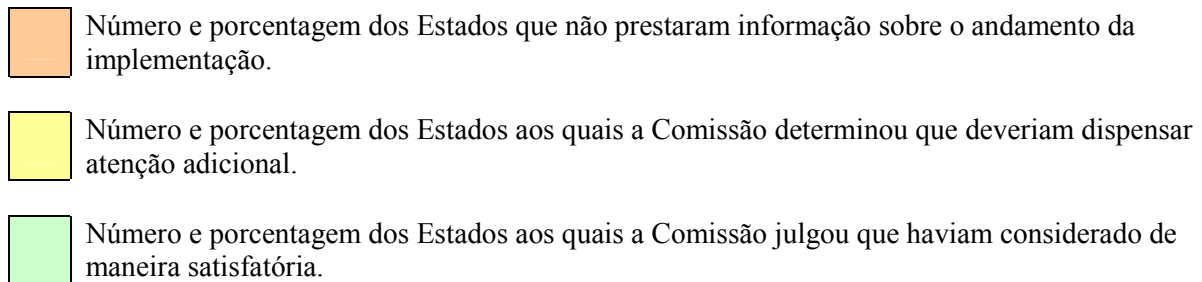 Número e porcentagem dos Estados que não prestaram informação sobre o andamento da
implementação.
Número e porcentagem dos Estados aos quais a Comissão determinou que deveriam dispensar
atenção adicional.
Número e porcentagem dos Estados aos quais a Comissão julgou que haviam considerado de
maneira satisfatória.